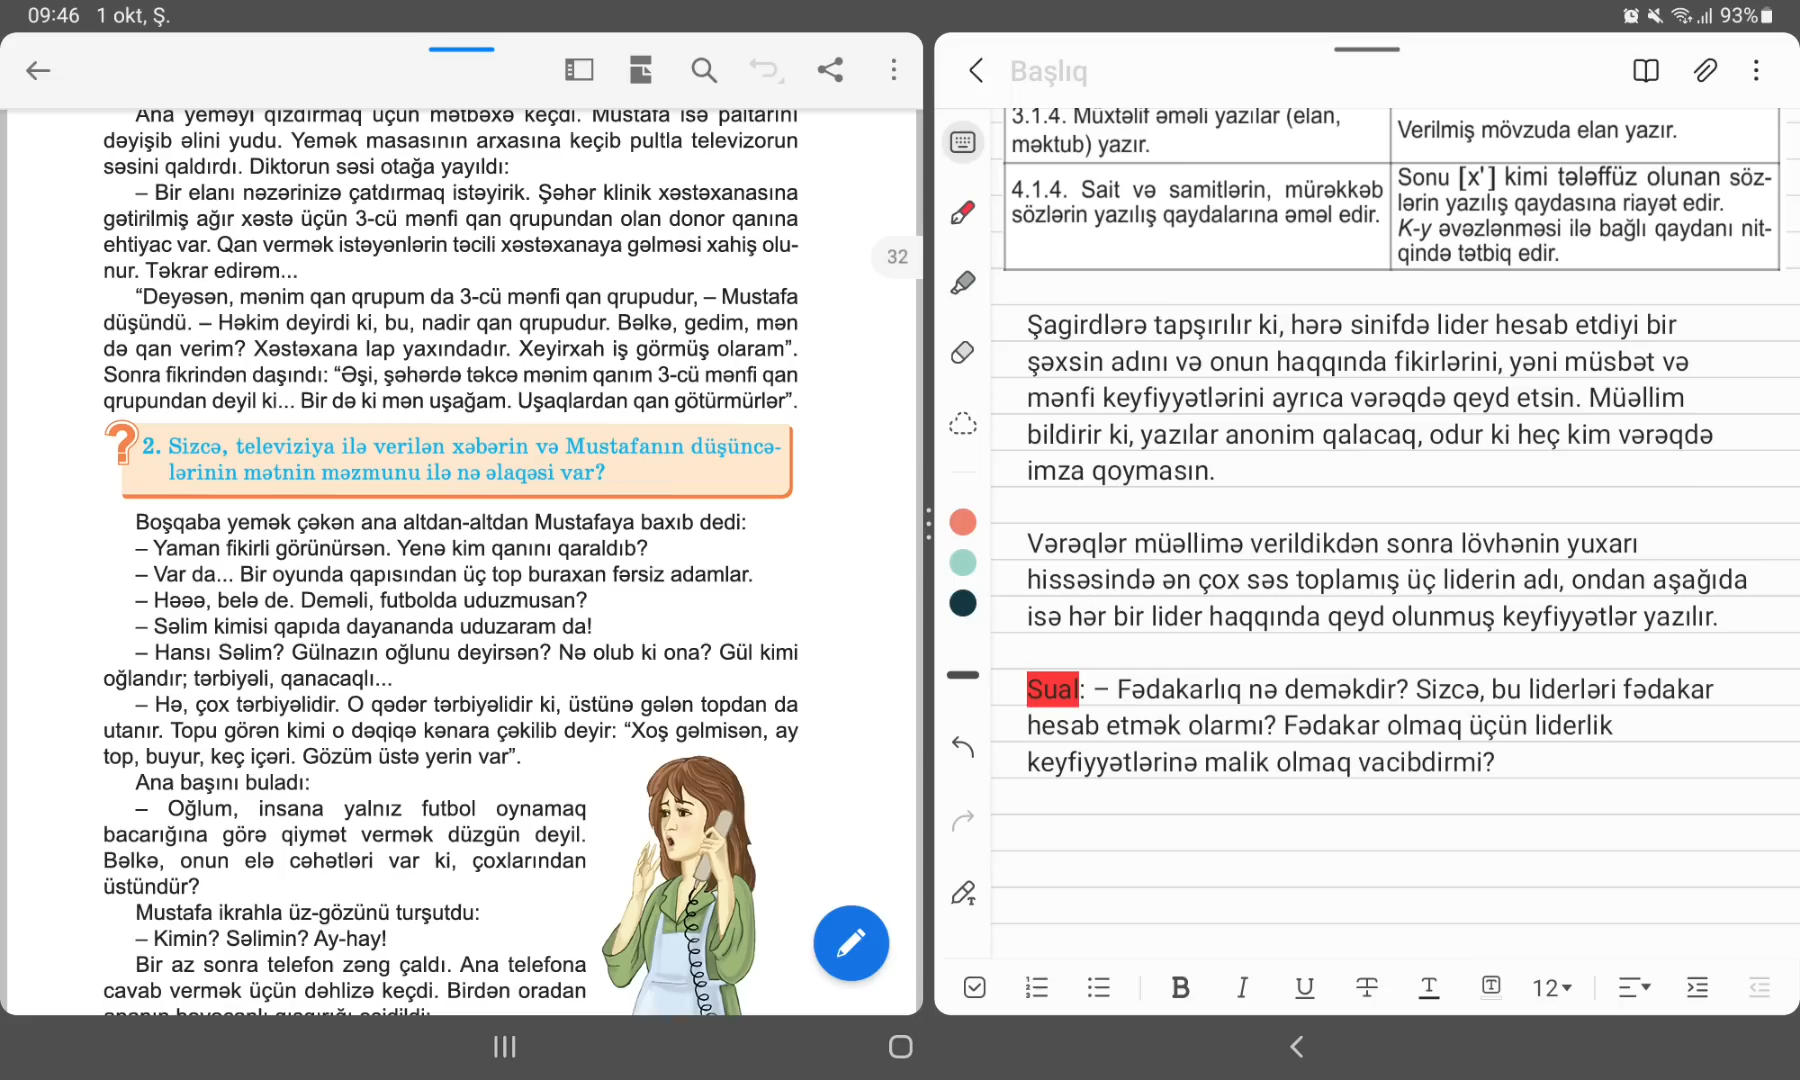 09:46 1 okt, Ş.
93%
Ana yeməyi qızdırmaq üçün mətbəxə keçdi. Mustafa isə paltarını
dəyişib əlini yudu. Yemək masasının arxasına keçib pultla televizorun
səsini qaldırdı. Diktorun səsi otağa yayıldı:
– Bir elanı nəzərinizə çatdırmaq istəyirik. Şəhər klinik xəstəxanasına
gətirilmiş ağır xəstə üçün 3-cü mənfi qan qrupundan olan donor qanına
ehtiyac var. Qan vermək istəyənlərin təcili xəstəxanaya gəlməsi xahiş olu-
nur. Təkrar edirəm...
“Deyəsən, mənim qan qrupum da 3-cü mənfi qan qrupudur, – Mustafa
düşündü. – Həkim deyirdi ki, bu, nadir qan qrupudur. Bəlkə, gedim, mən
də qan verim? Xəstəxana lap yaxındadır. Xeyirxah iş görmüş olaram”.
Sonra fikrindən daşındı: “Əşi, şəhərdə təkcə mənim qanım 3-cü mənfi qan
qrupundan deyil ki... Bir də ki mən uşağam. Uşaqlardan qan götürmürlər”.
32
? 2. Sizcə, televiziya ilə verilən xəbərin və Mustafanın düşüncə-
lərinin mətnin məzmunu ilə nə əlaqəsi var?
Boşqaba yemək çəkən ana altdan-altdan Mustafaya baxıb dedi:
– Yaman fikirli görünürsən. Yenə kim qanını qaraldıb?
– Var da... Bir oyunda qapısından üç top buraxan fərsiz adamlar.
– Həəə, belə de. Deməli, futbolda uduzmusan?
– Səlim kimisi qapıda dayananda uduzaram da!
– Hansı Səlim? Gülnazın oğlunu deyirsən? Nə olub ki ona? Gül kimi
oğlandır; tərbiyəli, qanacaqlı...
– Hə, çox tərbiyəlidir. O qədər tərbiyəlidir ki, üstünə gələn topdan da
utanır. Topu görən kimi o dəqiqə kənara çəkilib deyir: “Xoş gəlmisən, ay
top, buyur, keç içəri. Gözüm üstə yerin var”.
Ana başını buladı:
– Oğlum, insana yalnız futbol oynamaq
bacarığına görə qiymət vermək düzgün deyil.
Bəlkə, onun elə cəhətləri var ki, çoxlarından
üstündür?
Mustafa ikrahla üz-gözünü turşutdu:
– Kimin? Səlimin? Ay-hay!
Bir az sonra telefon zəng çaldı. Ana telefona
cavab vermək üçün dəhlizə keçdi. Birdən oradan
Başlıq
3.1.4. Müxtəlif əməli yazılar (elan,
məktub) yazır.
Verilmiş mövzuda elan yazır.
4.1.4. Sait və samitlərin, mürəkkəb
sözlərin yazılış qaydalarına əməl edir.
Sonu [x'] kimi tələffüz olunan söz-
lərin yazılış qaydasına riayət edir.
K-y əvəzlənməsi ilə bağlı qaydanı nit-
qində tətbiq edir.
Şagirdlərə tapşırılır ki, hərə sinifdə lider hesab etdiyi bir
şəxsin adını və onun haqqında fikirlərini, yəni müsbət və
mənfi keyfiyyətlərini ayrıca vərəqdə qeyd etsin. Müəllim
bildirir ki, yazılar anonim qalacaq, odur ki heç kim vərəqdə
imza qoymasın.
Vərəqlər müəllimə verildikdən sonra lövhənin yuxarı
hissəsində ən çox səs toplamış üç liderin adı, ondan aşağıda
isə hər bir lider haqqında qeyd olunmuş keyfiyyətlər yazılır.
Sual: – Fədakarlıq nə deməkdir? Sizcə, bu liderləri fədakar
hesab etmək olarmı? Fədakar olmaq üçün liderlik
keyfiyyətlərinə malik olmaq vacibdirmi?
B I U T T T 12